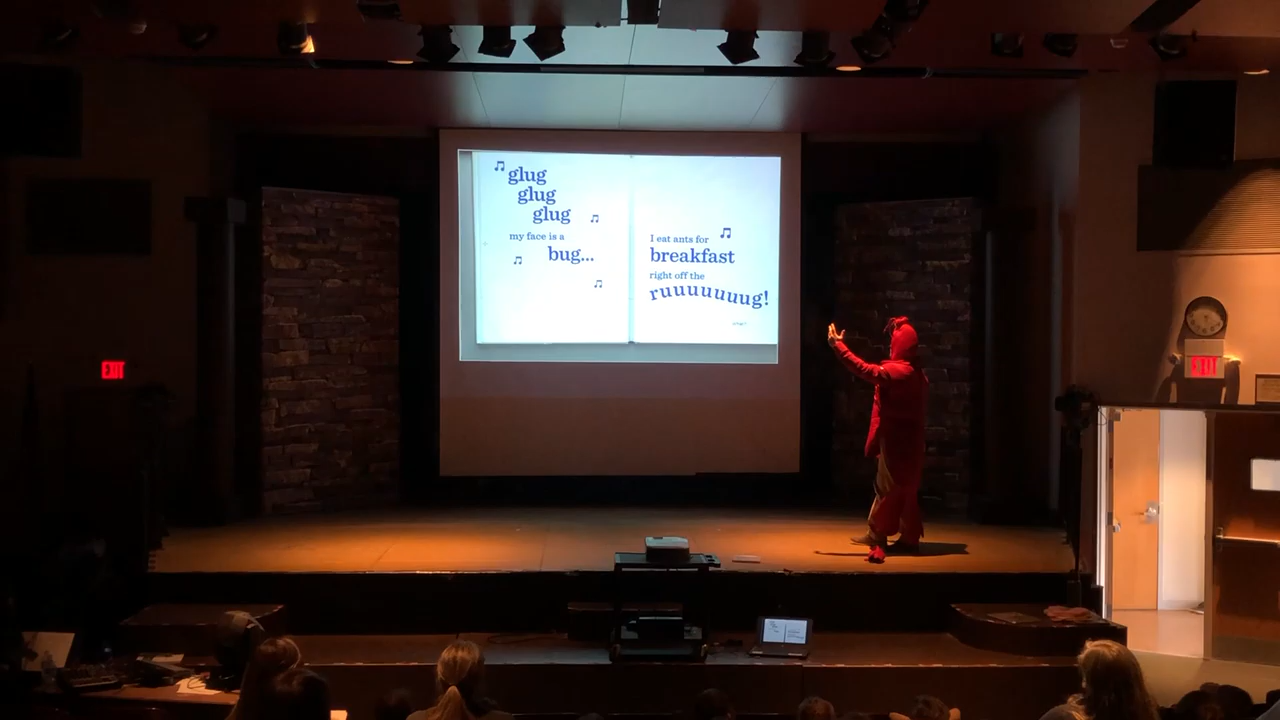 ♫ glug
glug
glug
my face is a
bug...
I eat ants for
breakfast
right off the
ruuuuuuug!
EXIT
EXIT